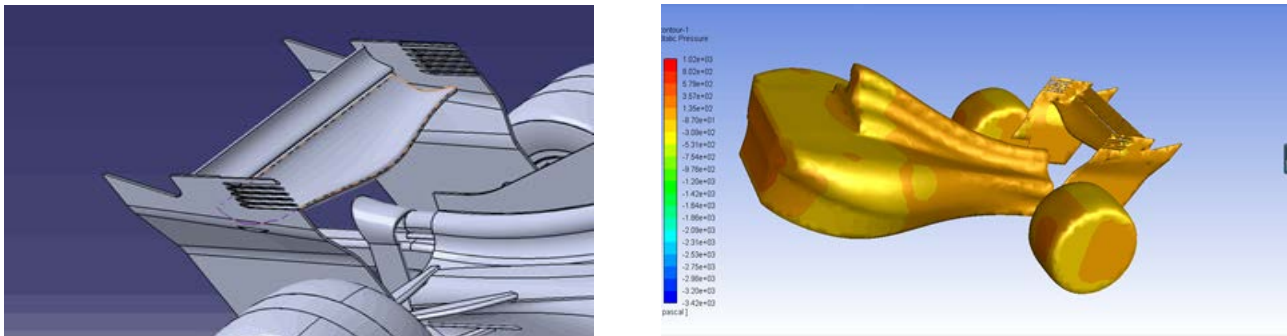 ontour-1
tatic Pressure
1.02e+03
8.02e+02
5.79e+02
3.57e+02
1.35e+02
-8.70e+01
-3.09e+02
-5.31e+02
-7.54e+02
-9.76e+02
-1.20e+03
-1.42e+03
-1.64e+03
-1.86e+03
-2.09e+03
-2.31e+03
-2.53e+03
-2.75e+03
-2.98e+03
-3.20e+03
-3.42e+03
pascal ]